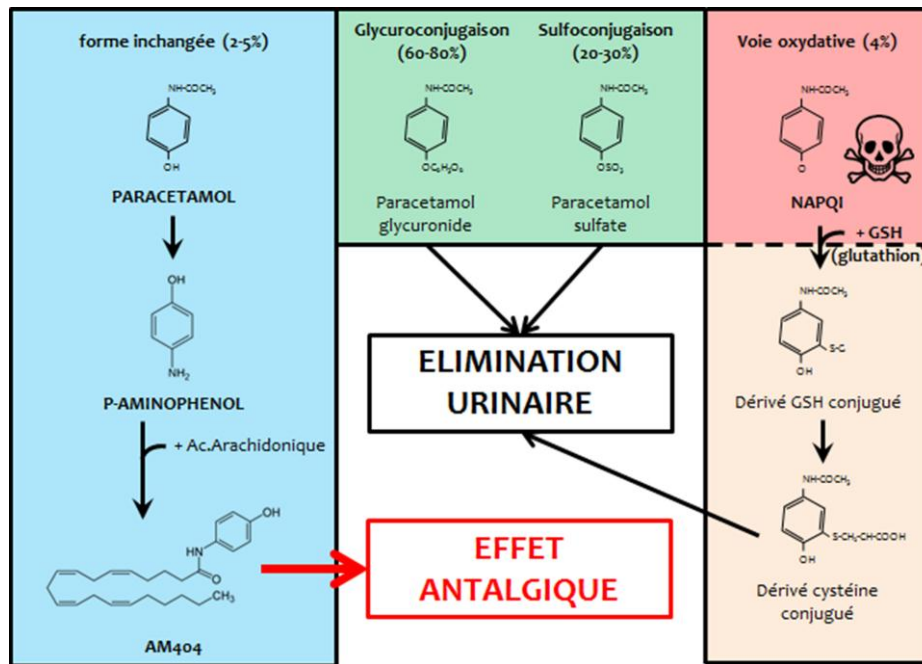 forme inchangée (2-5%)
NH-COCH3
OH
PARACETAMOL
OH
NH2
P-AMINOPHENOL
+ Ac.Arachidonique
OH
HN
O
CH3
AM404
Glycuroconjugaison
(60-80%)
NH-COCH3
OC6H9O6
Paracetamol
glycuronide
Sulfoconjugaison
(20-30%)
NH-COCH3
OSO3
Paracetamol
sulfate
ELIMINATION
URINAIRE
EFFET
ANTALGIQUE
Voie oxydative (4%)
NH-COCH3
O
NAPQI
+ GSH
(glutathion)
NH-COCH3
S-G
OH
Dérivé GSH conjugué
NH-COCH3
S-CH2-CH-COOH
OH
Dérivé cystéine
conjugué